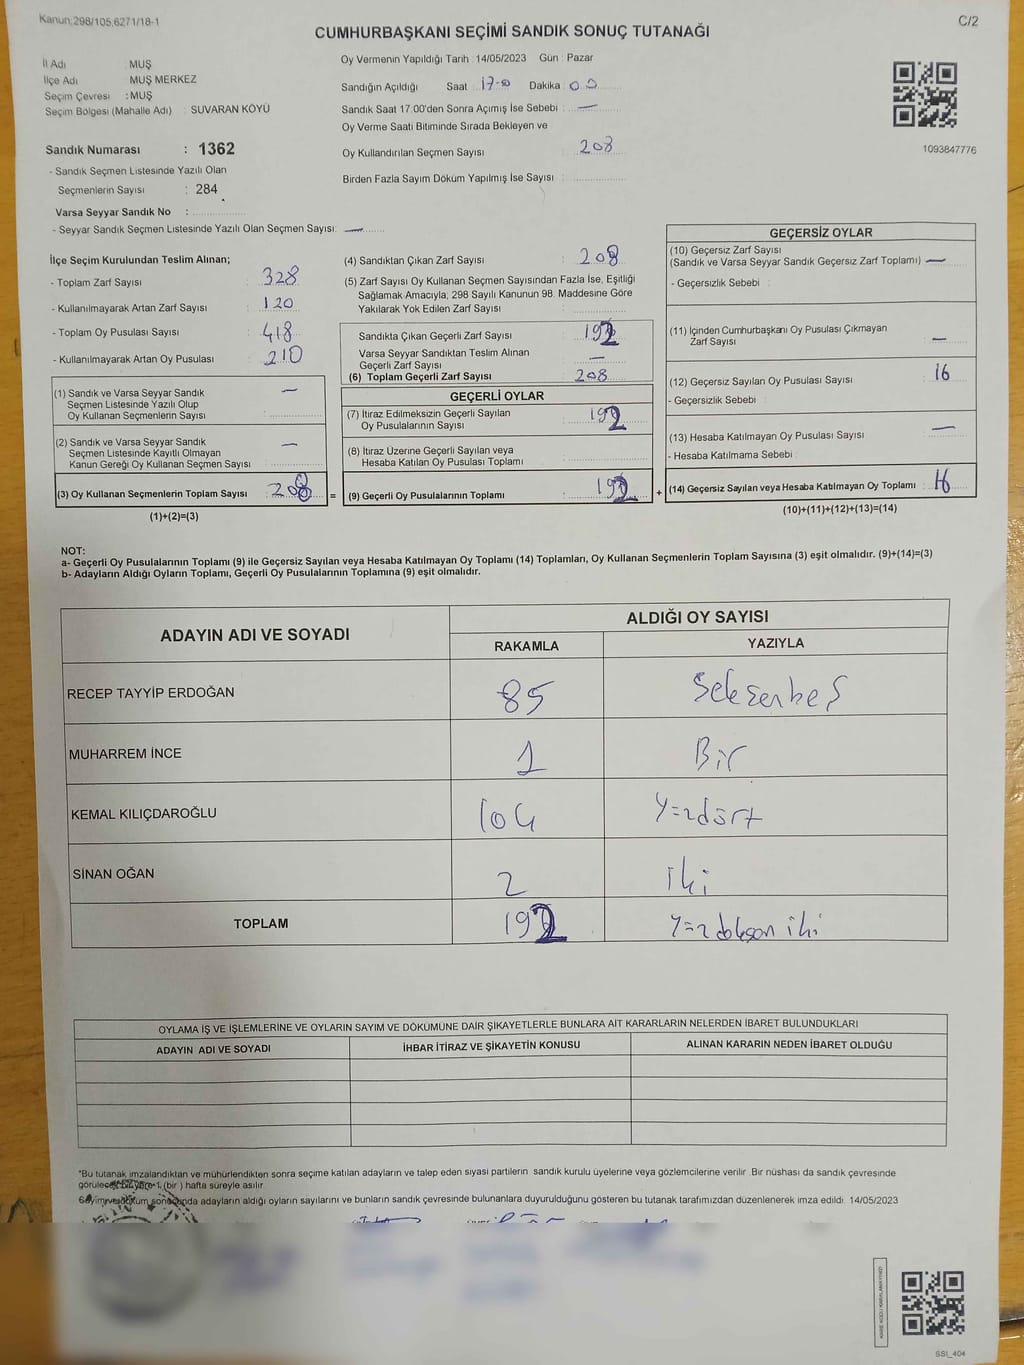 Kanun:298/105,6271/18-1
C/2
CUMHURBAŞKANI SEÇİMİ SANDIK SONUÇ TUTANAĞI
İl Adı : MUŞ
İlçe Adı : MUŞ MERKEZ
Seçim Çevresi : MUŞ
Seçim Bölgesi (Mahalle Adı) : SUVARAN KÖYÜ
Sandık Numarası : 1362
- Sandık Seçmen Listesinde Yazılı Olan
Seçmenlerin Sayısı : 284
Varsa Seyyar Sandık No :
- Seyyar Sandık Seçmen Listesinde Yazılı Olan Seçmen Sayısı: —
Oy Vermenin Yapıldığı Tarih : 14/05/2023 Gün : Pazar
Sandığın Açıldığı Saat : 17.00 Dakika : 00
Sandık Saat 17.00'den Sonra Açımış İse Sebebi : —
Oy Verme Saati Bitiminde Sırada Bekleyen ve
Oy Kullandırılan Seçmen Sayısı : 208
Birden Fazla Sayım Döküm Yapılmış İse Sayısı :
1093847776
İlçe Seçim Kurulundan Teslim Alınan;
- Toplam Zarf Sayısı : 328
- Kullanılmayarak Artan Zarf Sayısı : 120
- Toplam Oy Pusulası Sayısı : 418
- Kullanılmayarak Artan Oy Pusulası : 210
(1) Sandık ve Varsa Seyyar Sandık —
Seçmen Listesinde Yazılı Olup
Oy Kullanan Seçmenlerin Sayısı :
(2) Sandık ve Varsa Seyyar Sandık —
Seçmen Listesinde Kayıtlı Olmayan
Kanun Gereği Oy Kullanan Seçmen Sayısı :
(3) Oy Kullanan Seçmenlerin Toplam Sayısı : 208 =
(1)+(2)=(3)
(4) Sandıktan Çıkan Zarf Sayısı : 208
(5) Zarf Sayısı Oy Kullanan Seçmen Sayısından Fazla İse, Eşitliği
Sağlamak Amacıyla; 298 Sayılı Kanunun 98. Maddesine Göre
Yakılarak Yok Edilen Zarf Sayısı :
Sandıkta Çıkan Geçerli Zarf Sayısı : 192
Varsa Seyyar Sandıktan Teslim Alınan
Geçerli Zarf Sayısı : —
(6) Toplam Geçerli Zarf Sayısı : 208
GEÇERLİ OYLAR
(7) İtiraz Edilmeksizin Geçerli Sayılan
Oy Pusulalarının Sayısı : 192
(8) İtiraz Üzerine Geçerli Sayılan veya
Hesaba Katılan Oy Pusulası Toplamı :
(9) Geçerli Oy Pusulalarının Toplamı : 192 +
GEÇERSİZ OYLAR
(10) Geçersiz Zarf Sayısı
(Sandık ve Varsa Seyyar Sandık Geçersiz Zarf Toplamı) : —
- Geçersizlik Sebebi :
(11) İçinden Cumhurbaşkanı Oy Pusulası Çıkmayan
Zarf Sayısı : —
(12) Geçersiz Sayılan Oy Pusulası Sayısı : 16
- Geçersizlik Sebebi :
(13) Hesaba Katılmayan Oy Pusulası Sayısı : —
- Hesaba Katılmama Sebebi :
(14) Geçersiz Sayılan veya Hesaba Katılmayan Oy Toplamı : 16
(10)+(11)+(12)+(13)=(14)
NOT:
a- Geçerli Oy Pusulalarının Toplamı (9) ile Geçersiz Sayılan veya Hesaba Katılmayan Oy Toplamı (14) Toplamları, Oy Kullanan Seçmenlerin Toplam Sayısına (3) eşit olmalıdır. (9)+(14)=(3)
b- Adayların Aldığı Oyların Toplamı, Geçerli Oy Pusulalarının Toplamına (9) eşit olmalıdır.
ADAYIN ADI VE SOYADI
ALDIĞI OY SAYISI
RAKAMLA YAZIYLA
RECEP TAYYİP ERDOĞAN 85 Seksenbeş
MUHARREM İNCE 1 Bir
KEMAL KILIÇDAROĞLU 104 Yüzdört
SİNAN OĞAN 2 iki
TOPLAM 192 Yüzdoksan iki
OYLAMA İŞ VE İŞLEMLERİNE VE OYLARIN SAYIM VE DÖKÜMÜNE DAİR ŞİKAYETLERLE BUNLARA AİT KARARLARIN NELERDEN İBARET BULUNDUKLARI
ADAYIN ADI VE SOYADI İHBAR İTİRAZ VE ŞİKAYETİN KONUSU ALINAN KARARIN NEDEN İBARET OLDUĞU
*Bu tutanak imzalandıktan ve mühürlendikten sonra seçime katılan adayların ve talep eden siyasi partilerin sandık kurulu üyelerine veya gözlemcilerine verilir. Bir nüshası da sandık çevresinde
görülecek bir yere 1 (bir ) hafta süreyle asılır.
Sayım ve döküm sonucunda adayların aldığı oyların sayılarını ve bunların sandık çevresinde bulunanlara duyurulduğunu gösteren bu tutanak tarafımızdan düzenlenerek imza edildi. 14/05/2023
KARE KODU KARALAMAYINIZ!
SSI_404